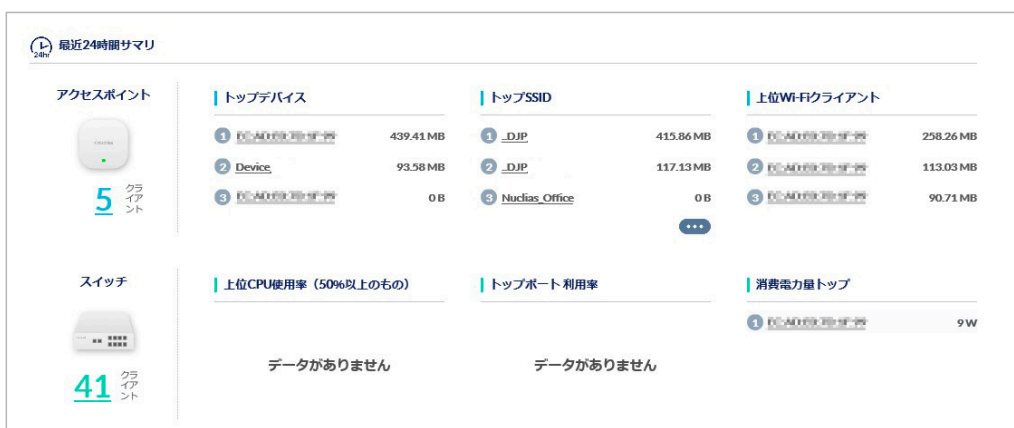 24hr 最近24時間サマリ
アクセスポイント
5 クライアント
トップデバイス
1 439.41 MB
2 Device 93.58 MB
3 0 B
トップSSID
1 _DJP 415.86 MB
2 _DJP 117.13 MB
3 Nuclias_Office 0 B
上位Wi-Fiクライアント
1 258.26 MB
2 113.03 MB
3 90.71 MB
スイッチ
41 クライアント
上位CPU使用率（50%以上のもの）
データがありません
トップポート利用率
データがありません
消費電力量トップ
1 9 W